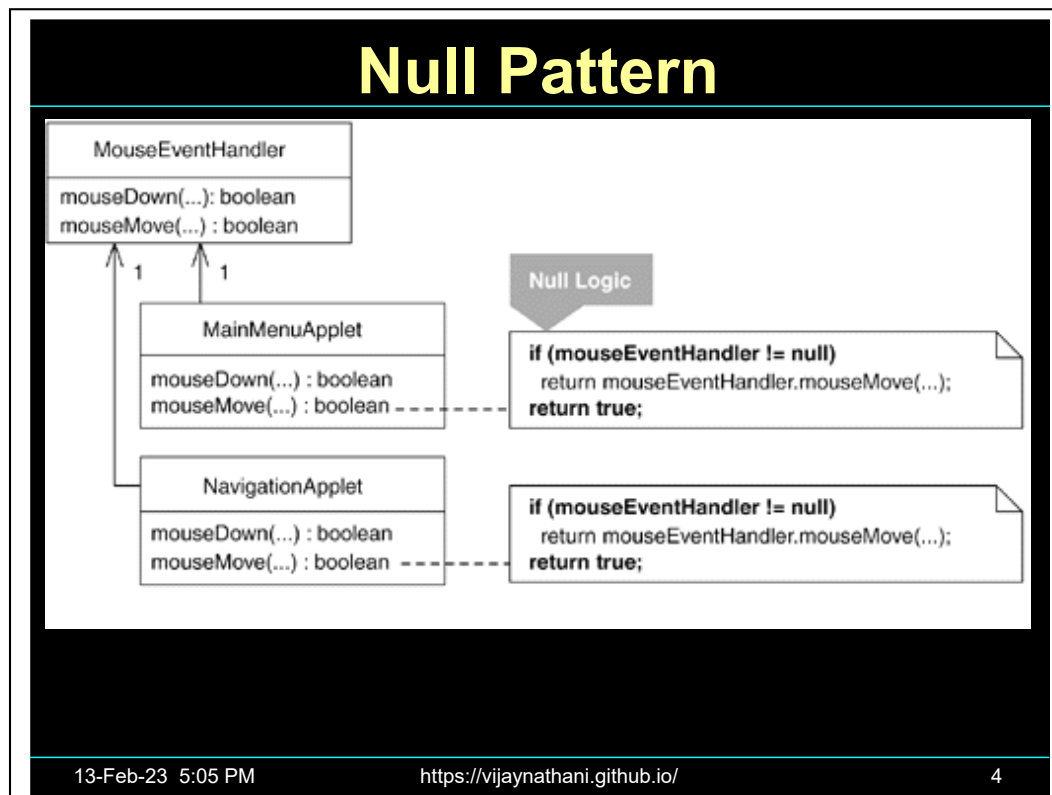 Null Pattern
MouseEventHandler
mouseDown(...): boolean
mouseMove(...) : boolean
1
1
Null Logic
MainMenuApplet
mouseDown(...) : boolean
mouseMove(...) : boolean
if (mouseEventHandler != null)
return mouseEventHandler.mouseMove(...);
return true;
NavigationApplet
mouseDown(...) : boolean
mouseMove(...) : boolean
if (mouseEventHandler != null)
return mouseEventHandler.mouseMove(...);
return true;
13-Feb-23 5:05 PM
https://vijaynathani.github.io/
4